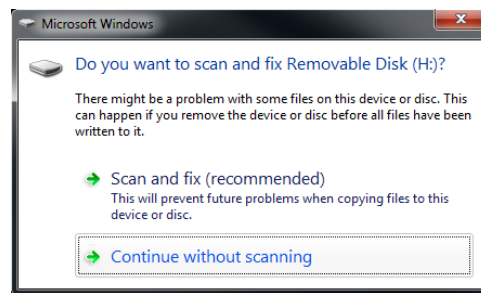 Microsoft Windows
Do you want to scan and fix Removable Disk (H:)?
There might be a problem with some files on this device or disc. This
can happen if you remove the device or disc before all files have been
written to it.
Scan and fix (recommended)
This will prevent future problems when copying files to this
device or disc.
Continue without scanning